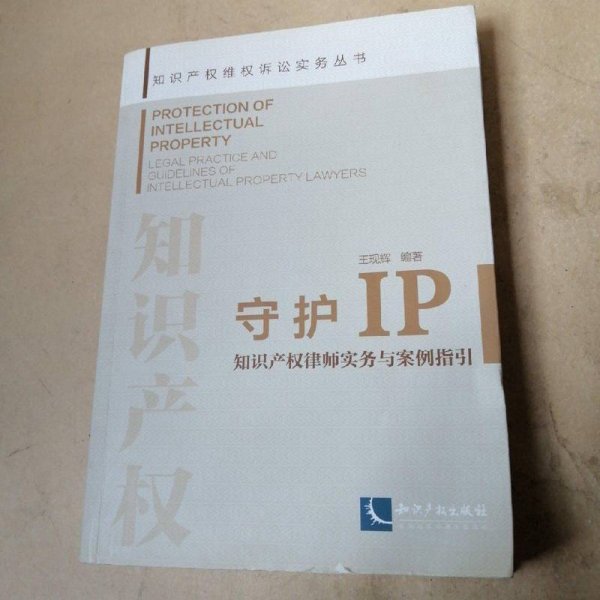 知识产权维权诉讼实务丛书
PROTECTION OF
INTELLECTUAL
PROPERTY
LEGAL PRACTICE AND
GUIDELINES OF
INTELLECTUAL PROPERTY LAWYERS
知识产权
王现辉 编著
守护 IP
知识产权律师实务与案例指引
知识产权出版社